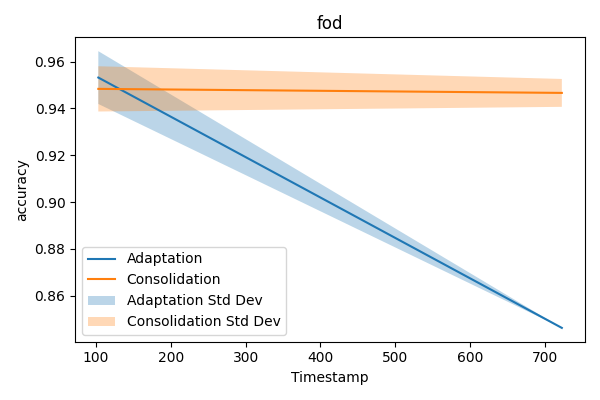 fod
accuracy
0.96
0.94
0.92
0.90
0.88
0.86
Adaptation
Consolidation
Adaptation Std Dev
Consolidation Std Dev
100 200 300 400 500 600 700
Timestamp